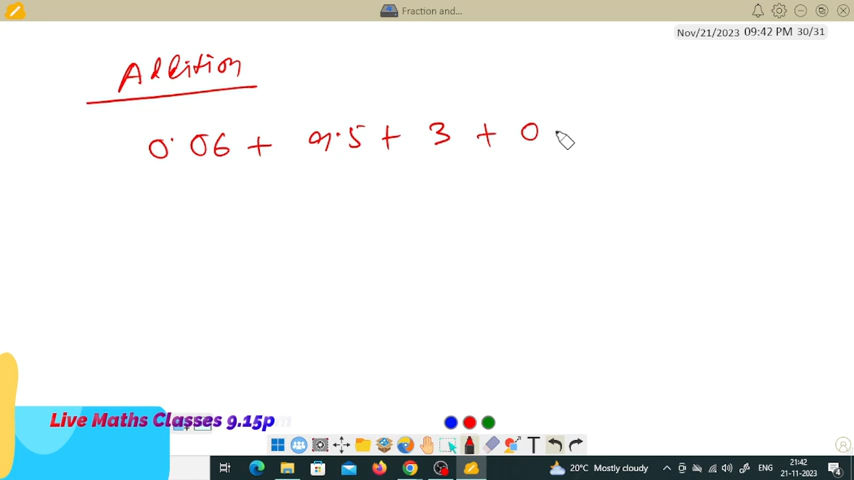 Fraction and...
Nov/21/2023 09:42 PM 30/31
Addition
0.06 + 9.5 + 3 + 0
Live Maths Classes 9.15p
T
20°C Mostly cloudy
ENG
21:42
21-11-2023
4